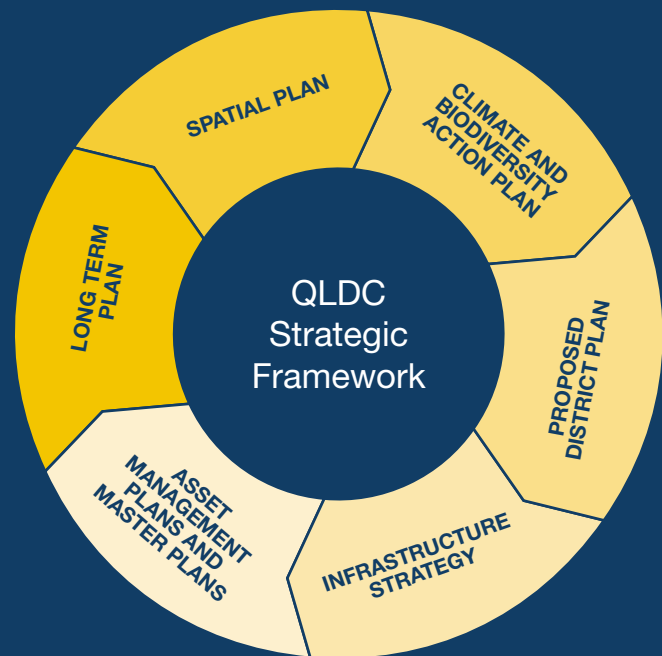 SPATIAL PLAN
CLIMATE AND
BIODIVERSITY
ACTION PLAN
PROPOSED
DISTRICT PLAN
INFRASTRUCTURE
STRATEGY
ASSET
MANAGEMENT
PLANS AND
MASTER PLANS
LONG TERM
PLAN
QLDC
Strategic
Framework